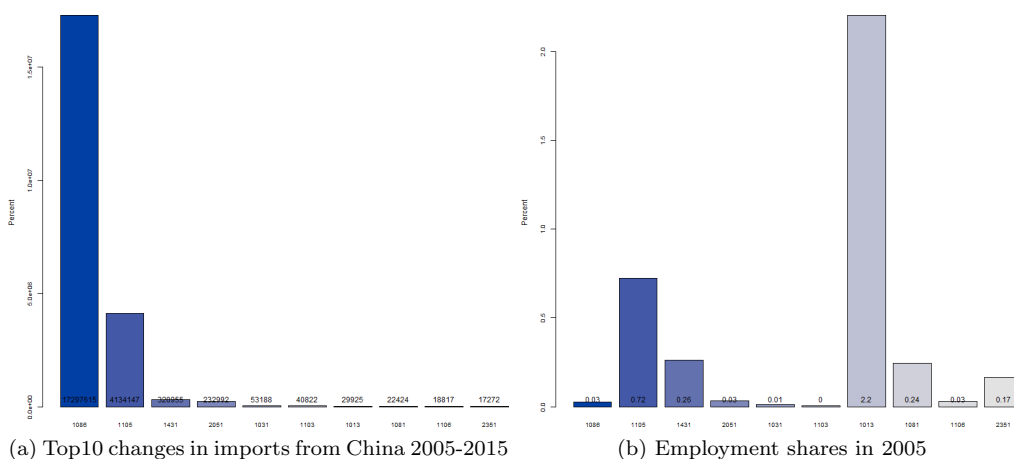 Percent
1.5e+07
1.0e+07
5.0e+06
0.0e+00
17297615 4134147 328955 232992 53188 40822 29925 22424 18817 17272
1086 1105 1431 2051 1031 1103 1013 1081 1106 2351
(a) Top10 changes in imports from China 2005-2015
Percent
2.0
1.5
1.0
0.5
0.0
0.03 0.72 0.26 0.03 0.01 0 2.2 0.24 0.03 0.17
1086 1105 1431 2051 1031 1103 1013 1081 1106 2351
(b) Employment shares in 2005